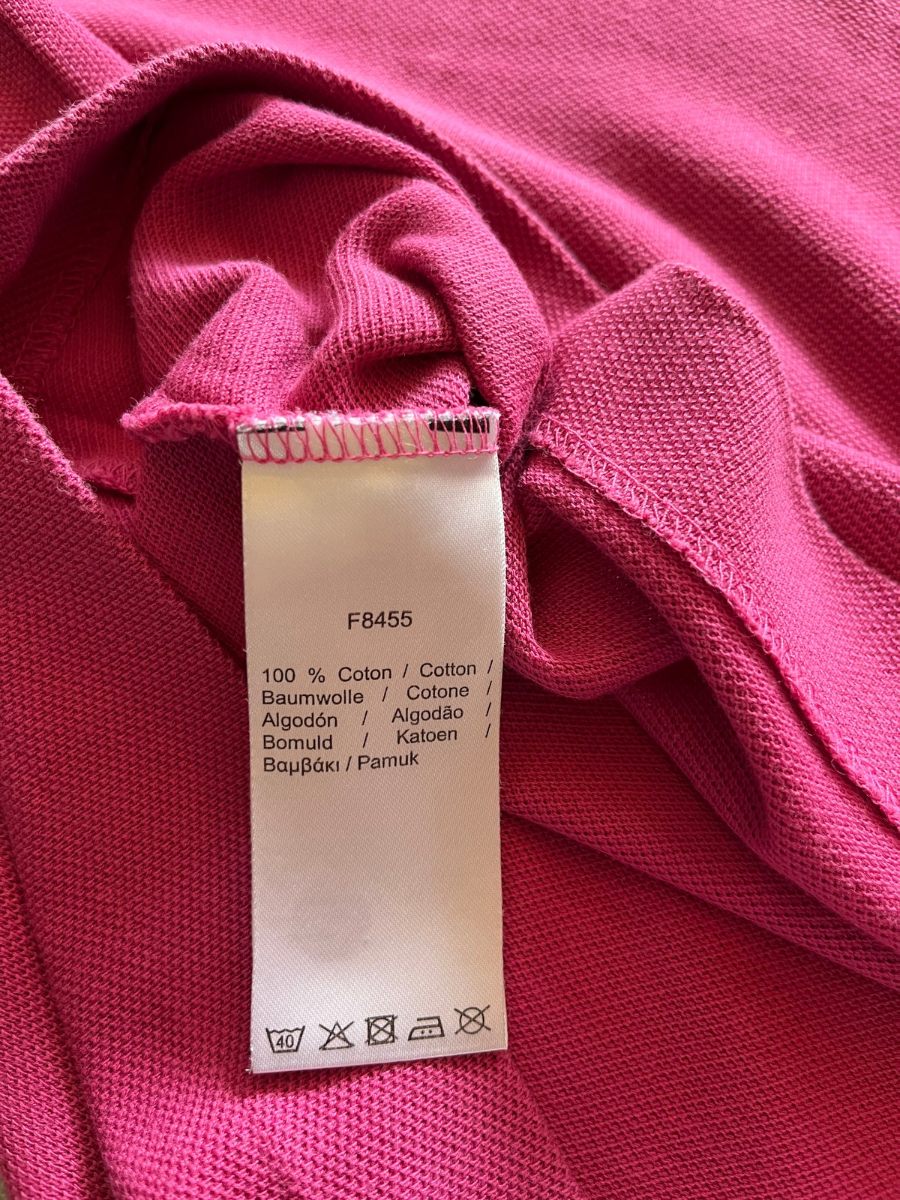 F8455
100 % Coton / Cotton /
Baumwolle / Cotone /
Algodón / Algodão /
Bomuld / Katoen /
Βαμβάκι / Pamuk
40